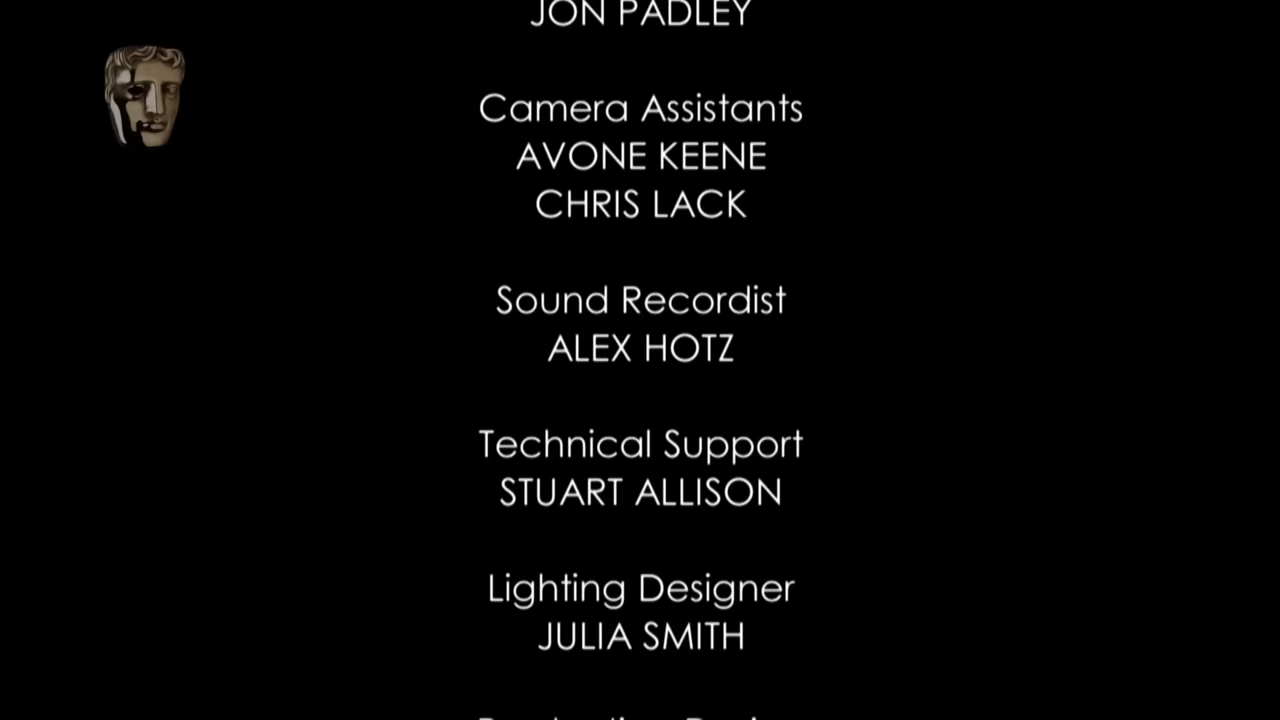 JON PADLEY
Camera Assistants
AVONE KEENE
CHRIS LACK
Sound Recordist
ALEX HOTZ
Technical Support
STUART ALLISON
Lighting Designer
JULIA SMITH